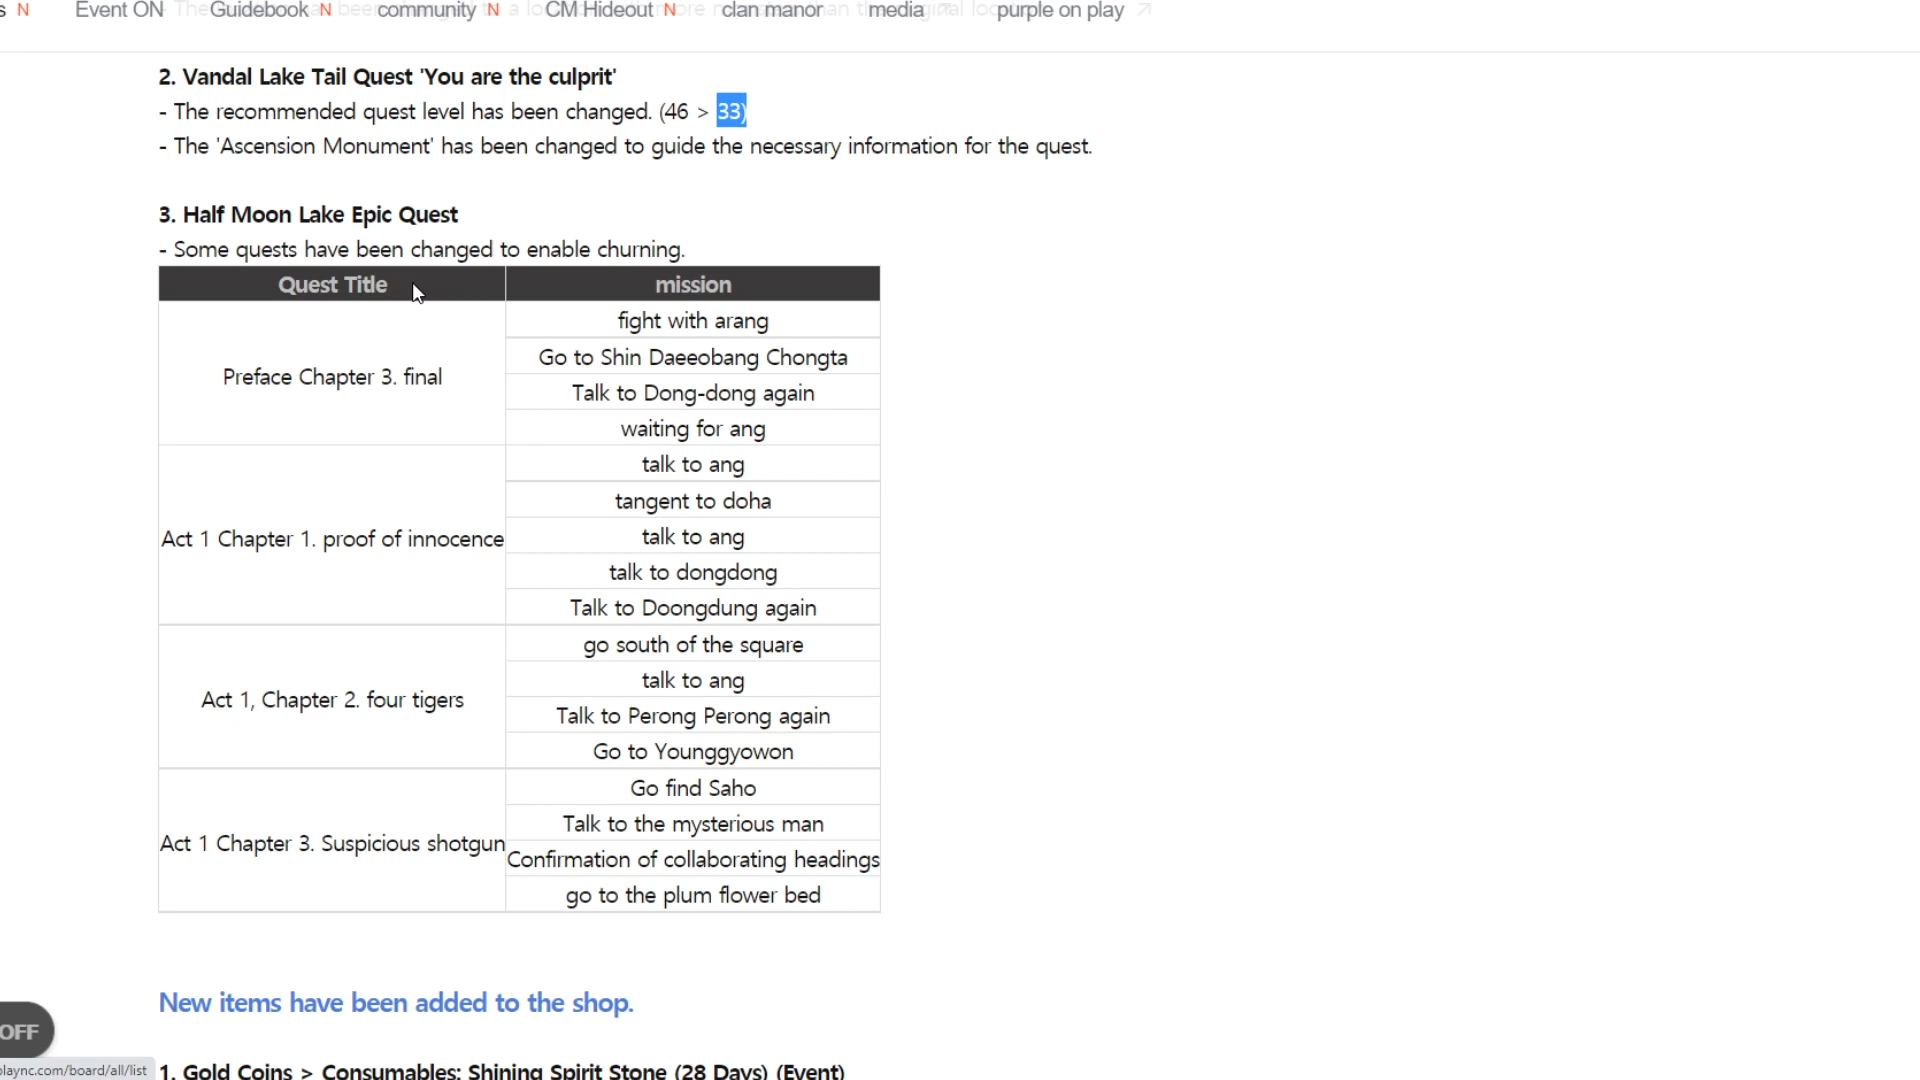 s N Event ON Guidebook N community N CM Hideout N clan manor media purple on play
2. Vandal Lake Tail Quest 'You are the culprit'
- The recommended quest level has been changed. (46 > 33)
- The 'Ascension Monument' has been changed to guide the necessary information for the quest.
3. Half Moon Lake Epic Quest
- Some quests have been changed to enable churning.
Quest Title mission
Preface Chapter 3. final
fight with arang
Go to Shin Daeeobang Chongta
Talk to Dong-dong again
waiting for ang
Act 1 Chapter 1. proof of innocence
talk to ang
tangent to doha
talk to ang
talk to dongdong
Talk to Doongdung again
Act 1, Chapter 2. four tigers
go south of the square
talk to ang
Talk to Perong Perong again
Go to Younggyowon
Act 1 Chapter 3. Suspicious shotgun
Go find Saho
Talk to the mysterious man
Confirmation of collaborating headings
go to the plum flower bed
New items have been added to the shop.
OFF
plaync.com/board/all/list
1. Gold Coins > Consumables: Shining Spirit Stone (28 Days) (Event)